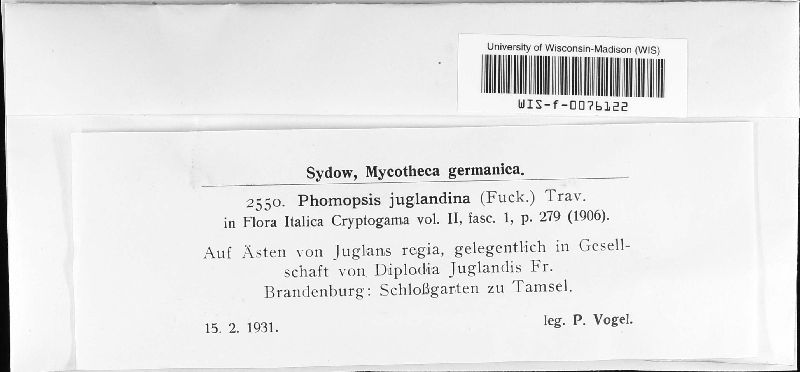 University of Wisconsin-Madison (WIS)
WIS-f-0076122
Sydow, Mycotheca germanica.
2550. Phomopsis juglandina (Fuck.) Trav.
in Flora Italica Cryptogama vol. II, fasc. 1, p. 279 (1906).
Auf Ästen von Juglans regia, gelegentlich in Gesell-
schaft von Diplodia Juglandis Fr.
Brandenburg: Schloßgarten zu Tamsel.
15. 2. 1931. leg. P. Vogel.